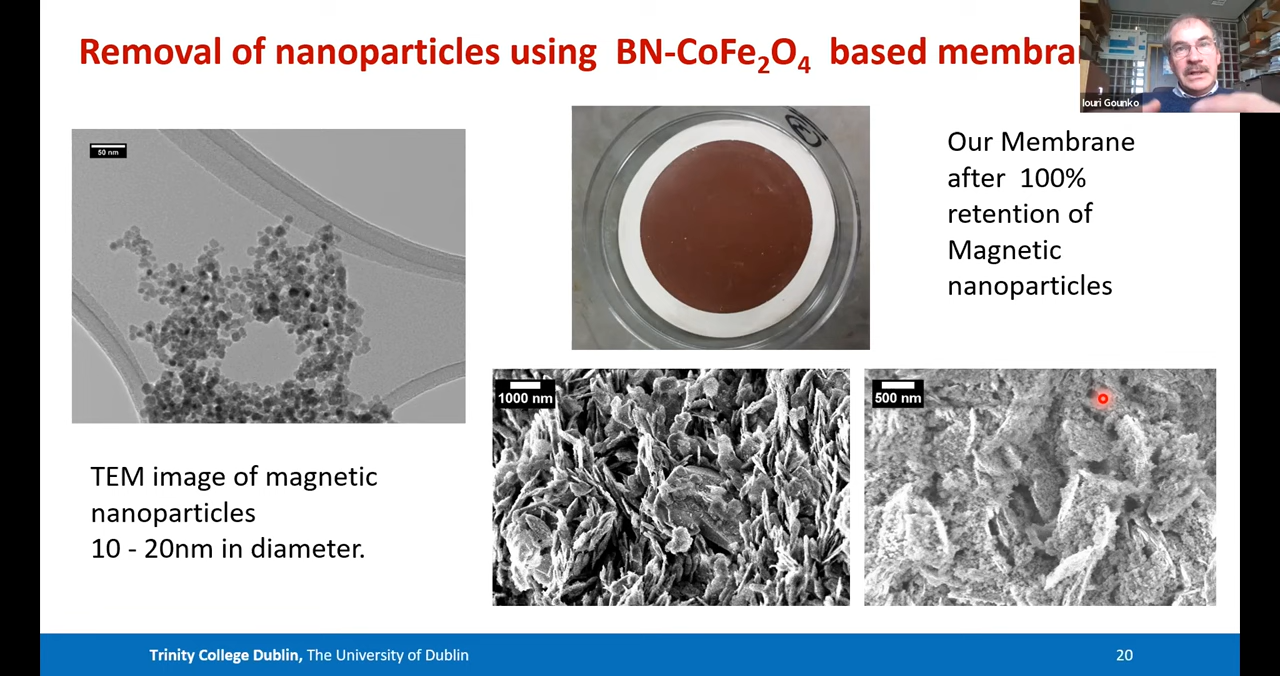 Removal of nanoparticles using BN-CoFe₂O₄ based membra
Iouri Gounko
50 nm
Our Membrane
after 100%
retention of
Magnetic
nanoparticles
1000 nm
500 nm
TEM image of magnetic
nanoparticles
10 - 20nm in diameter.
Trinity College Dublin, The University of Dublin
20